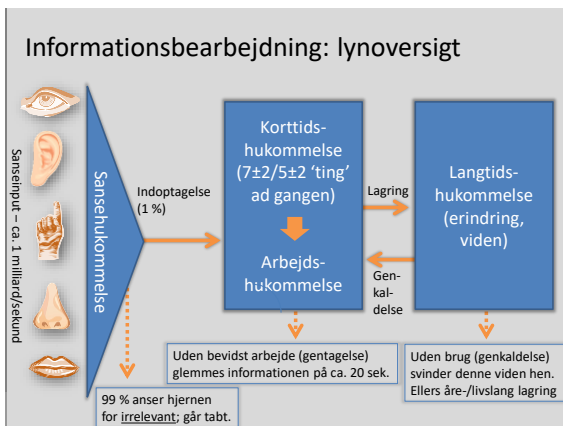 Informationsbearbejdning: lynoversigt
Sanseinput – ca. 1 milliard/sekund
Sansehukommelse
Indoptagelse
(1 %)
Korttids-
hukommelse
(7±2/5±2 ‘ting’
ad gangen)
Arbejds-
hukommelse
Lagring
Gen-
kal-
delse
Langtids-
hukommelse
(erindring,
viden)
Uden bevidst arbejde (gentagelse)
glemmes informationen på ca. 20 sek.
Uden brug (genkaldelse)
svinder denne viden hen.
Ellers åre-/livslang lagring
99 % anser hjernen
for irrelevant; går tabt.